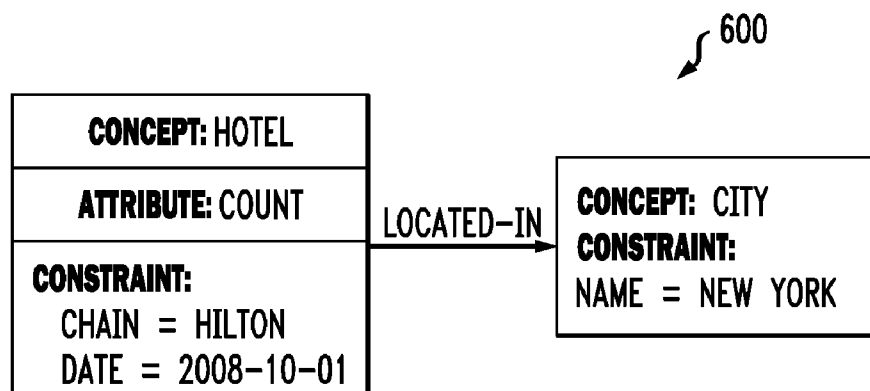 600
CONCEPT: HOTEL
ATTRIBUTE: COUNT
CONSTRAINT:
CHAIN = HILTON
DATE = 2008-10-01
LOCATED-IN
CONCEPT: CITY
CONSTRAINT:
NAME = NEW YORK